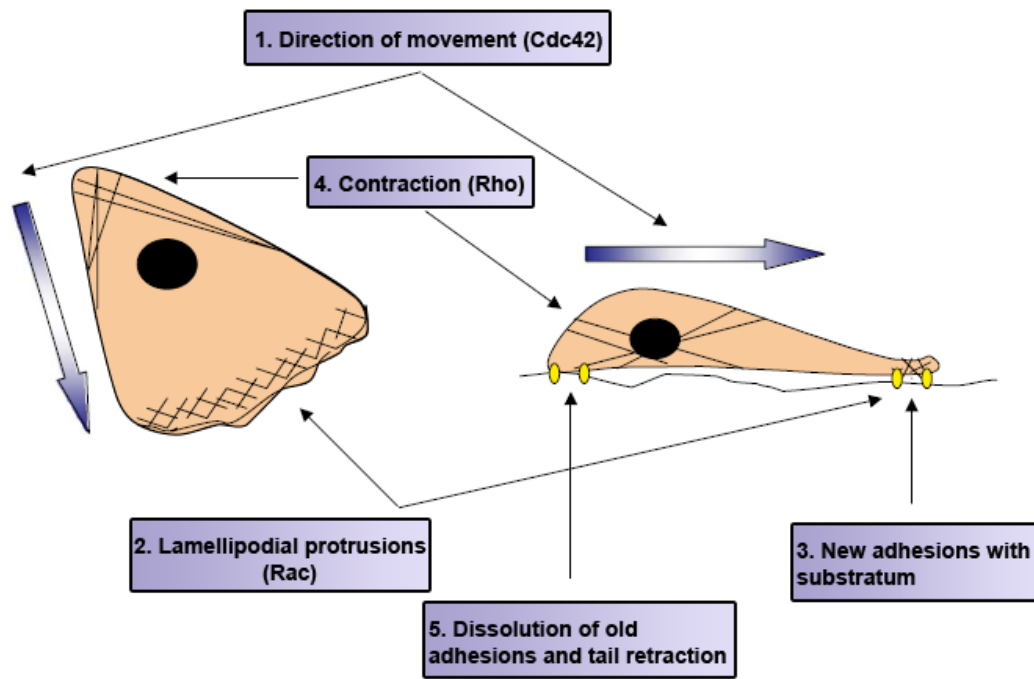 1. Direction of movement (Cdc42)
4. Contraction (Rho)
2. Lamellipodial protrusions
(Rac)
3. New adhesions with
substratum
5. Dissolution of old
adhesions and tail retraction